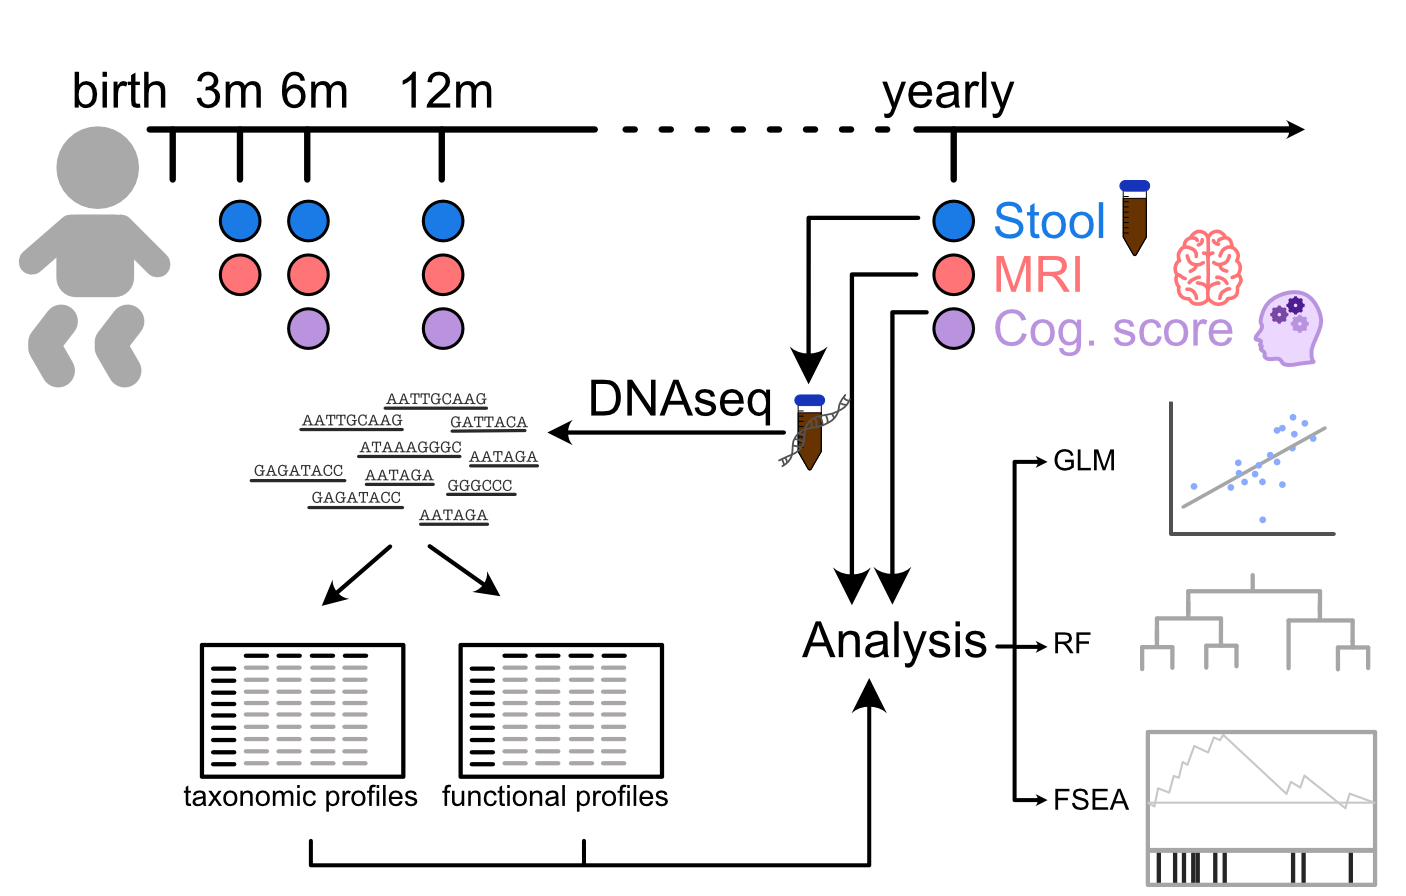 birth 3m 6m 12m yearly
Stool
MRI
Cog. score
DNAseq
AATTGCAAG
AATTGCAAG
GATTACA
ATAAAGGGC
AATAGA
GAGATACC
AATAGA
GGGCCC
GAGATACC
AATAGA
GLM
Analysis
RF
taxonomic profiles
functional profiles
FSEA